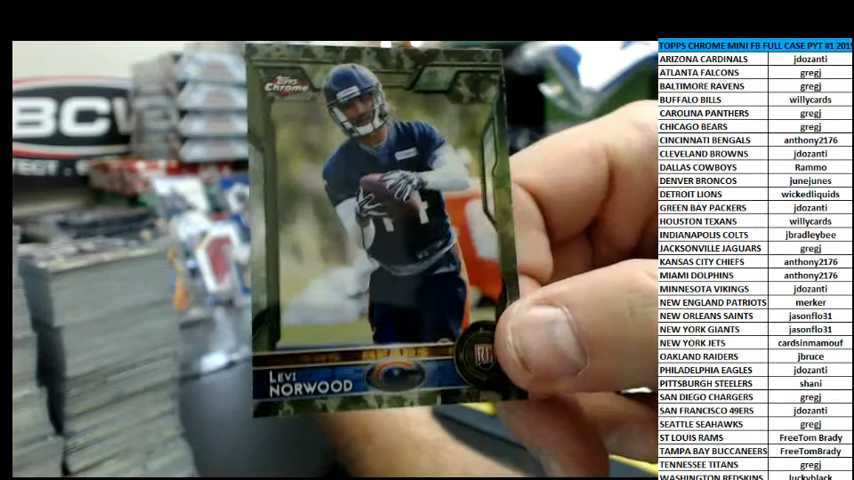 BCW
TECT
TOPPS
Chrome
BEARS
LEVI
NORWOOD
TOPPS CHROME MINI FB FULL CASE PYT #1 201
ARIZONA CARDINALS jdozanti
ATLANTA FALCONS gregj
BALTIMORE RAVENS gregj
BUFFALO BILLS willycards
CAROLINA PANTHERS gregj
CHICAGO BEARS gregj
CINCINNATI BENGALS anthony2176
CLEVELAND BROWNS jdozanti
DALLAS COWBOYS Rammo
DENVER BRONCOS junejunes
DETROIT LIONS wickedliquids
GREEN BAY PACKERS jdozanti
HOUSTON TEXANS willycards
INDIANAPOLIS COLTS jbradleybee
JACKSONVILLE JAGUARS gregj
KANSAS CITY CHIEFS anthony2176
MIAMI DOLPHINS anthony2176
MINNESOTA VIKINGS jdozanti
NEW ENGLAND PATRIOTS merker
NEW ORLEANS SAINTS jasonflo31
NEW YORK GIANTS jasonflo31
NEW YORK JETS cardsinmamouf
OAKLAND RAIDERS jbruce
PHILADELPHIA EAGLES jdozanti
PITTSBURGH STEELERS shani
SAN DIEGO CHARGERS gregj
SAN FRANCISCO 49ERS jdozanti
SEATTLE SEAHAWKS gregj
ST LOUIS RAMS FreeTom Brady
TAMPA BAY BUCCANEERS FreeTomBrady
TENNESSEE TITANS gregj
WASHINGTON REDSKINS luckyblack